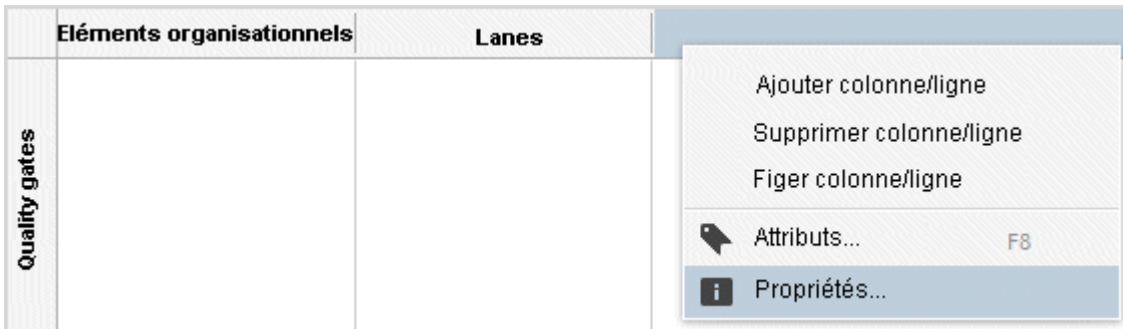 Eléments organisationnels
Lanes
Quality gates
Ajouter colonne/ligne
Supprimer colonne/ligne
Figer colonne/ligne
Attributs... F8
Propriétés...